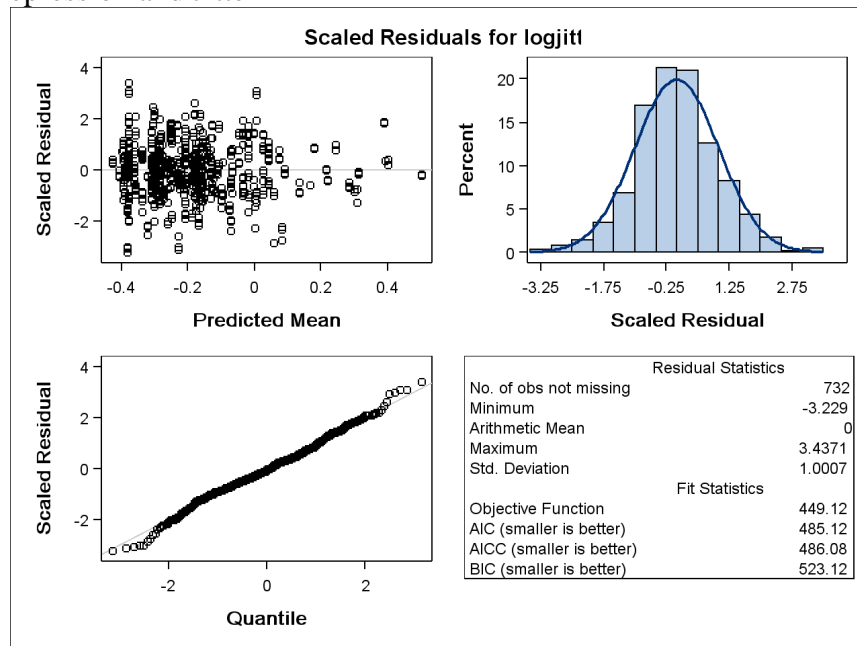 Scaled Residuals for logjitt
Scaled Residual
4
2
0
-2
-0.4 -0.2 0 0.2 0.4
Predicted Mean
Percent
20
15
10
5
0
-3.25 -1.75 -0.25 1.25 2.75
Scaled Residual
Scaled Residual
4
2
0
-2
-2 0 2
Quantile
Residual Statistics
No. of obs not missing 732
Minimum -3.229
Arithmetic Mean 0
Maximum 3.4371
Std. Deviation 1.0007
Fit Statistics
Objective Function 449.12
AIC (smaller is better) 485.12
AICC (smaller is better) 486.08
BIC (smaller is better) 523.12